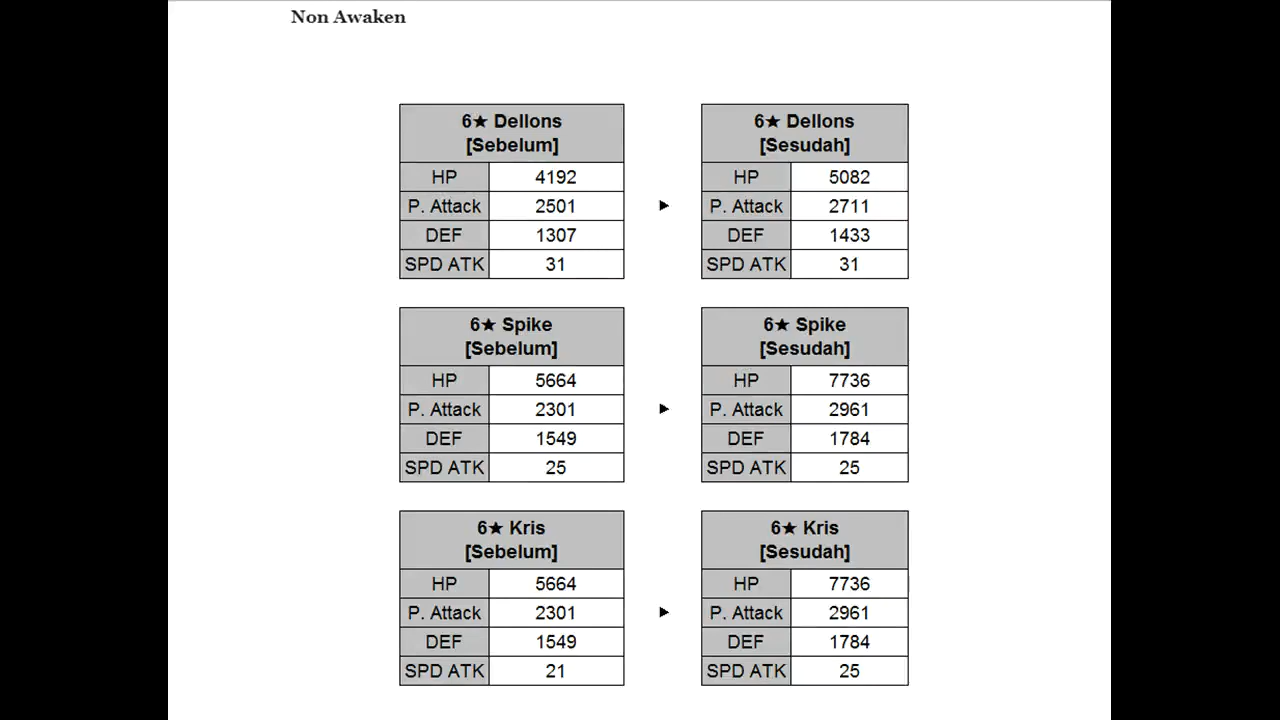 Non Awaken
6★ Dellons [Sebelum]
HP 4192
P. Attack 2501
DEF 1307
SPD ATK 31
6★ Dellons [Sesudah]
HP 5082
P. Attack 2711
DEF 1433
SPD ATK 31
6★ Spike [Sebelum]
HP 5664
P. Attack 2301
DEF 1549
SPD ATK 25
6★ Spike [Sesudah]
HP 7736
P. Attack 2961
DEF 1784
SPD ATK 25
6★ Kris [Sebelum]
HP 5664
P. Attack 2301
DEF 1549
SPD ATK 21
6★ Kris [Sesudah]
HP 7736
P. Attack 2961
DEF 1784
SPD ATK 25